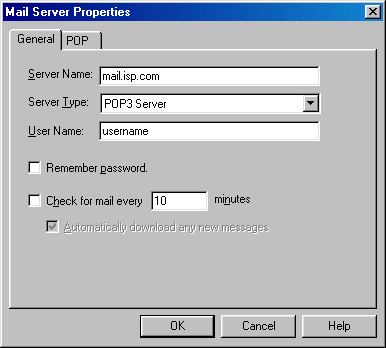 Mail Server Properties
General POP
Server Name: mail.isp.com
Server Type: POP3 Server
User Name: username
Remember password.
Check for mail every 10 minutes
Automatically download any new messages
OK Cancel Help